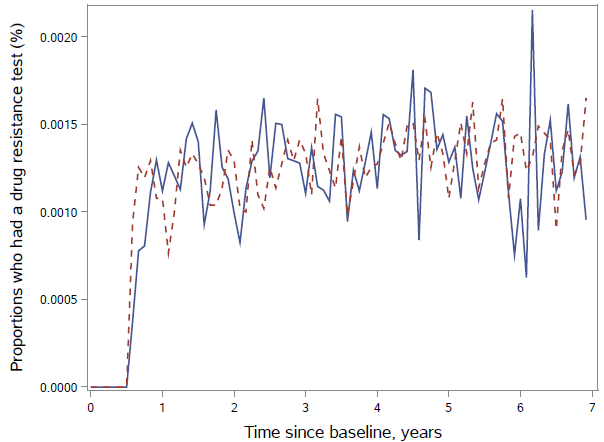 Proportions who had a drug resistance test (%)
0.0020
0.0015
0.0010
0.0005
0.0000
0 1 2 3 4 5 6 7
Time since baseline, years